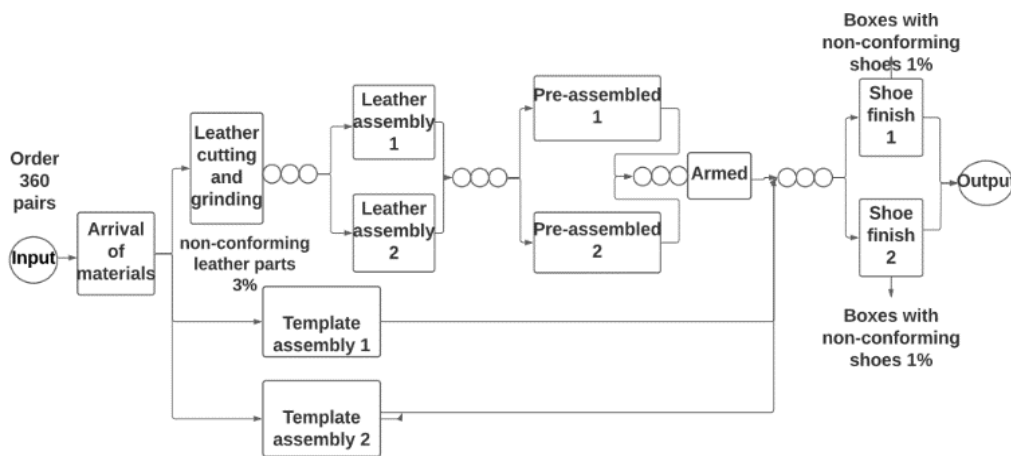 Order
360
pairs
Input
Arrival
of
materials
Leather
cutting
and
grinding
non-conforming
leather parts
3%
Leather
assembly
1
Leather
assembly
2
Pre-assembled
1
Pre-assembled
2
Armed
Template
assembly 1
Template
assembly 2
Boxes with
non-conforming
shoes 1%
Shoe
finish
1
Shoe
finish
2
Boxes with
non-conforming
shoes 1%
Output